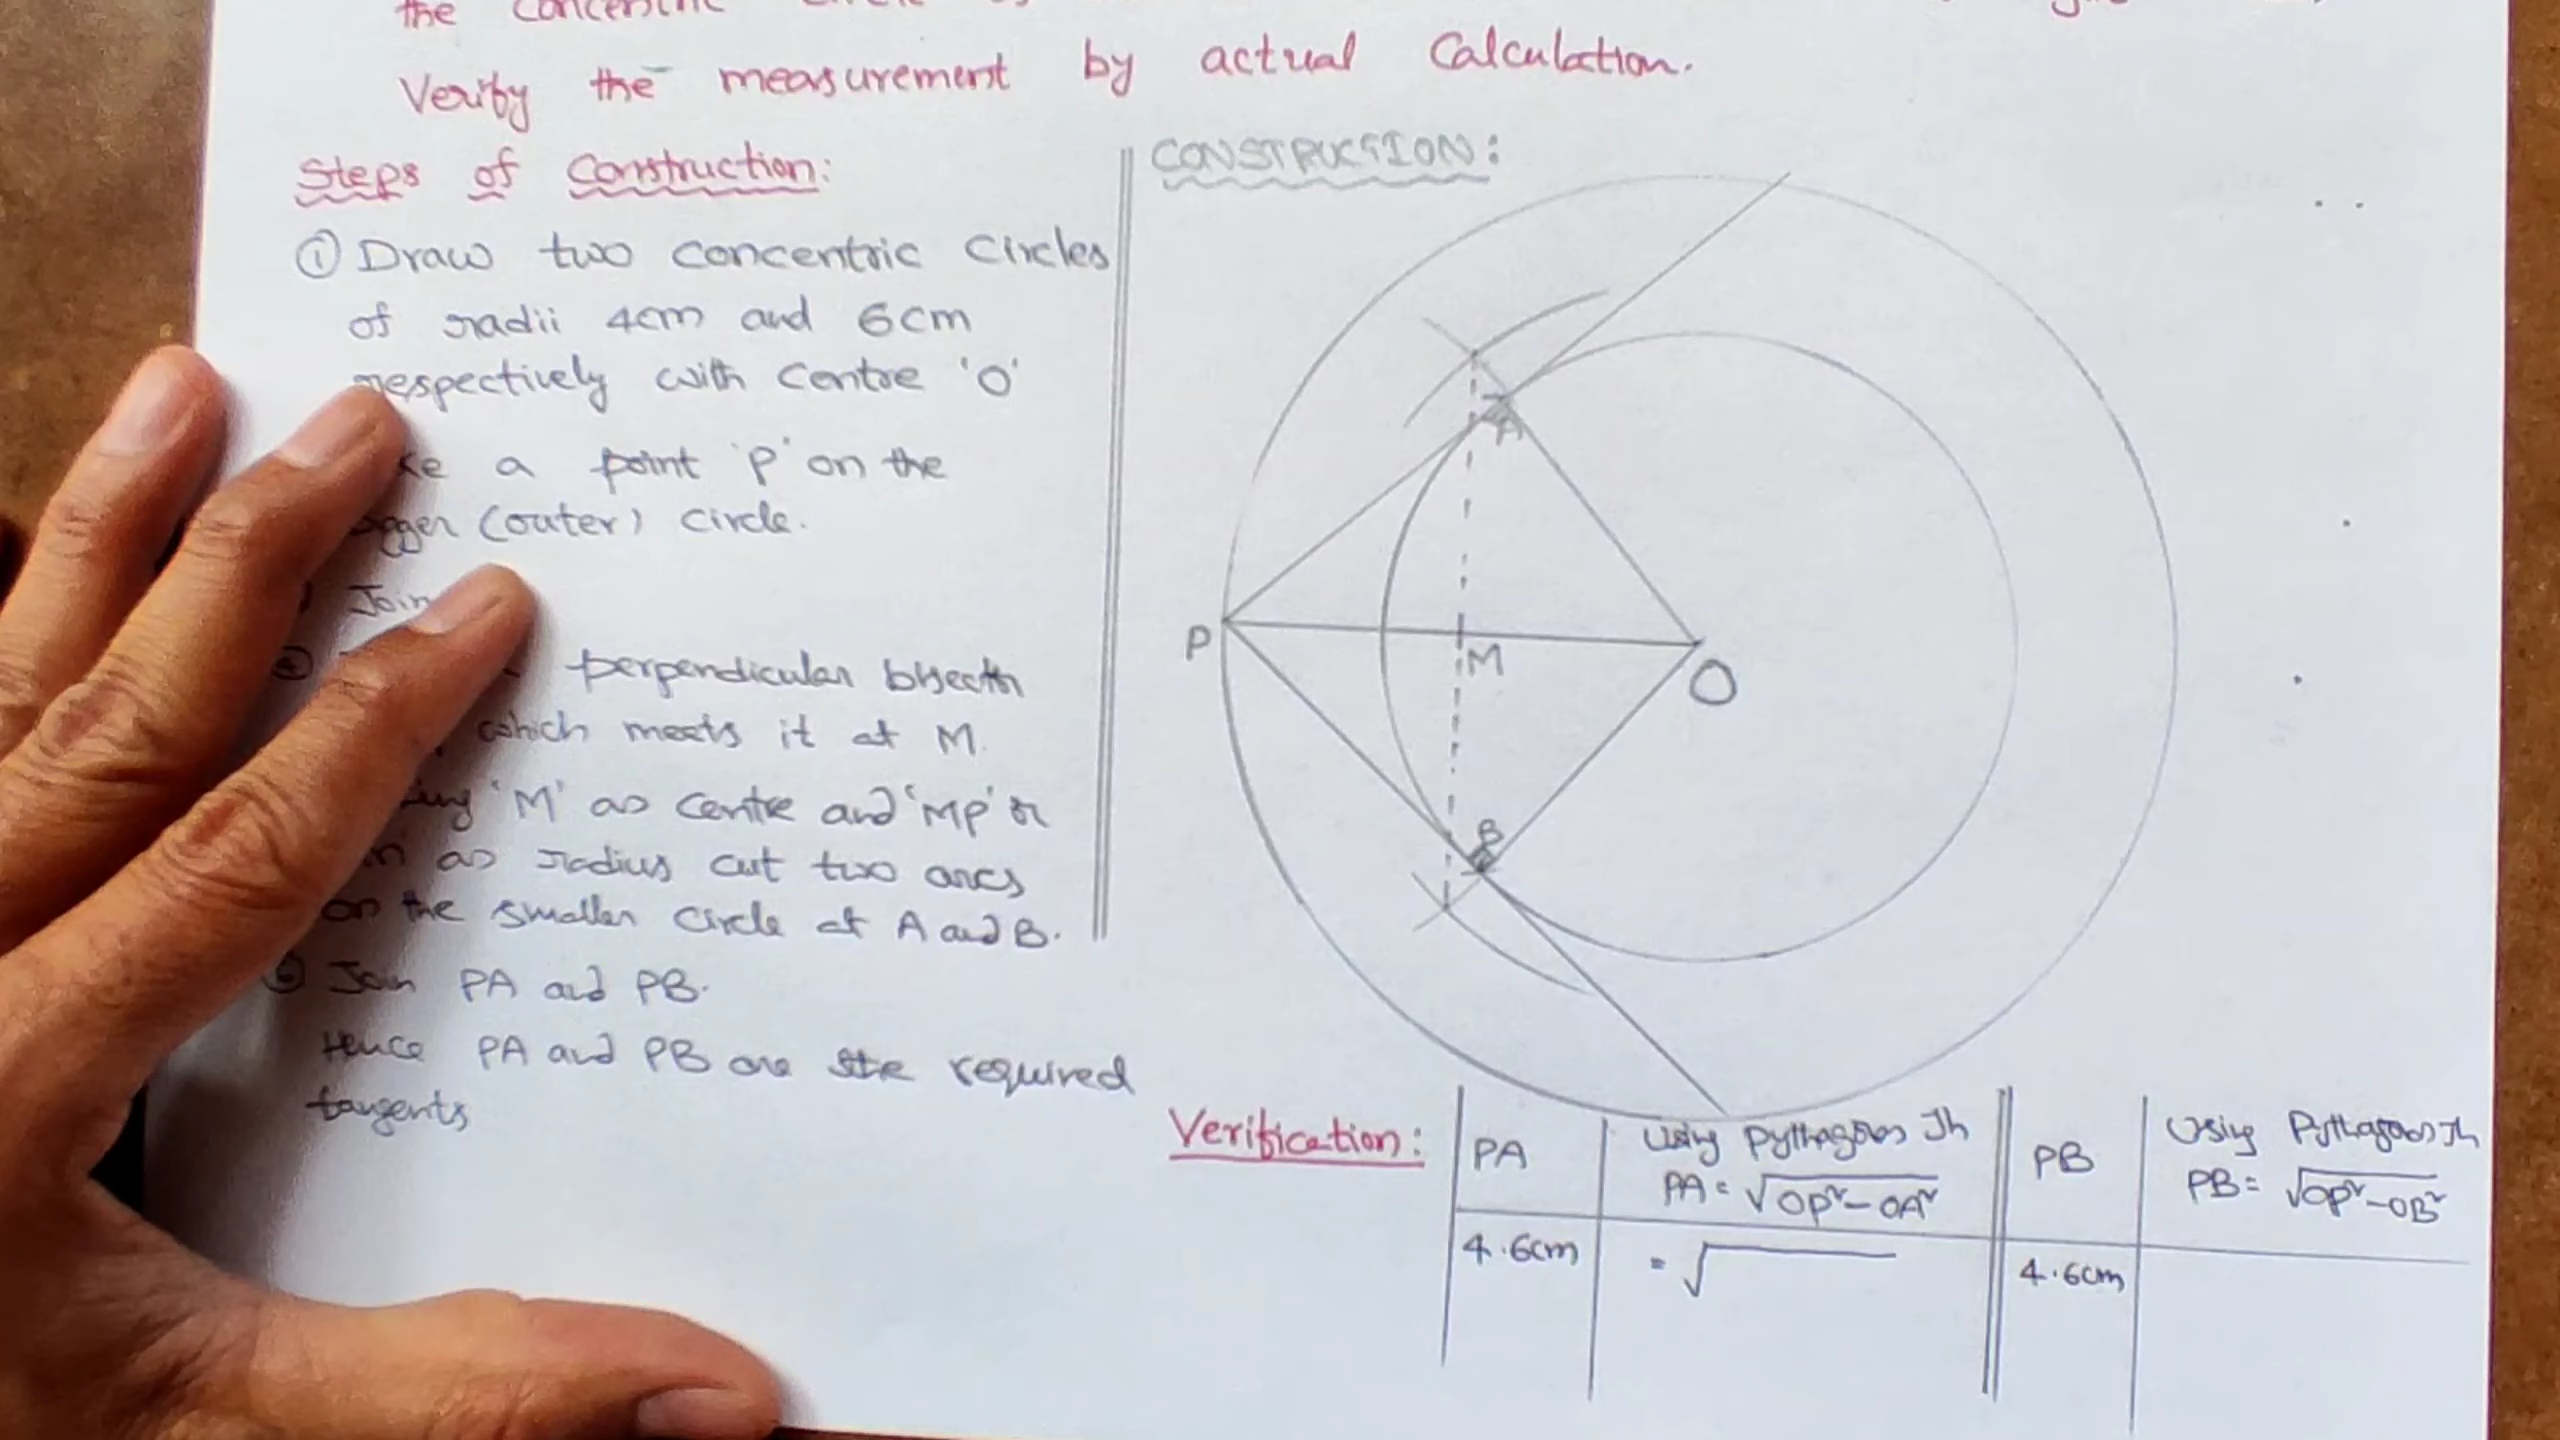 the concentric circle
Verify the measurement by actual Calculation.
Steps of Construction:
① Draw two concentric circles
of radii 4cm and 6cm
respectively with centre 'O'
a point 'P' on the
(outer) circle.
Join
perpendicular
which meets it at M.
'M' as centre and 'MP' or
as radius cut two arcs
on the smaller circle at A and B.
Join PA and PB.
Hence PA and PB are the required
tangents
CONSTRUCTION:
A
P
M
O
B
Verification:
PA
Using Pythagoras Th
PA = √OP²-OA²
PB
Using Pythagoras Th
PB = √OP²-OB²
4.6cm
= √
4.6cm